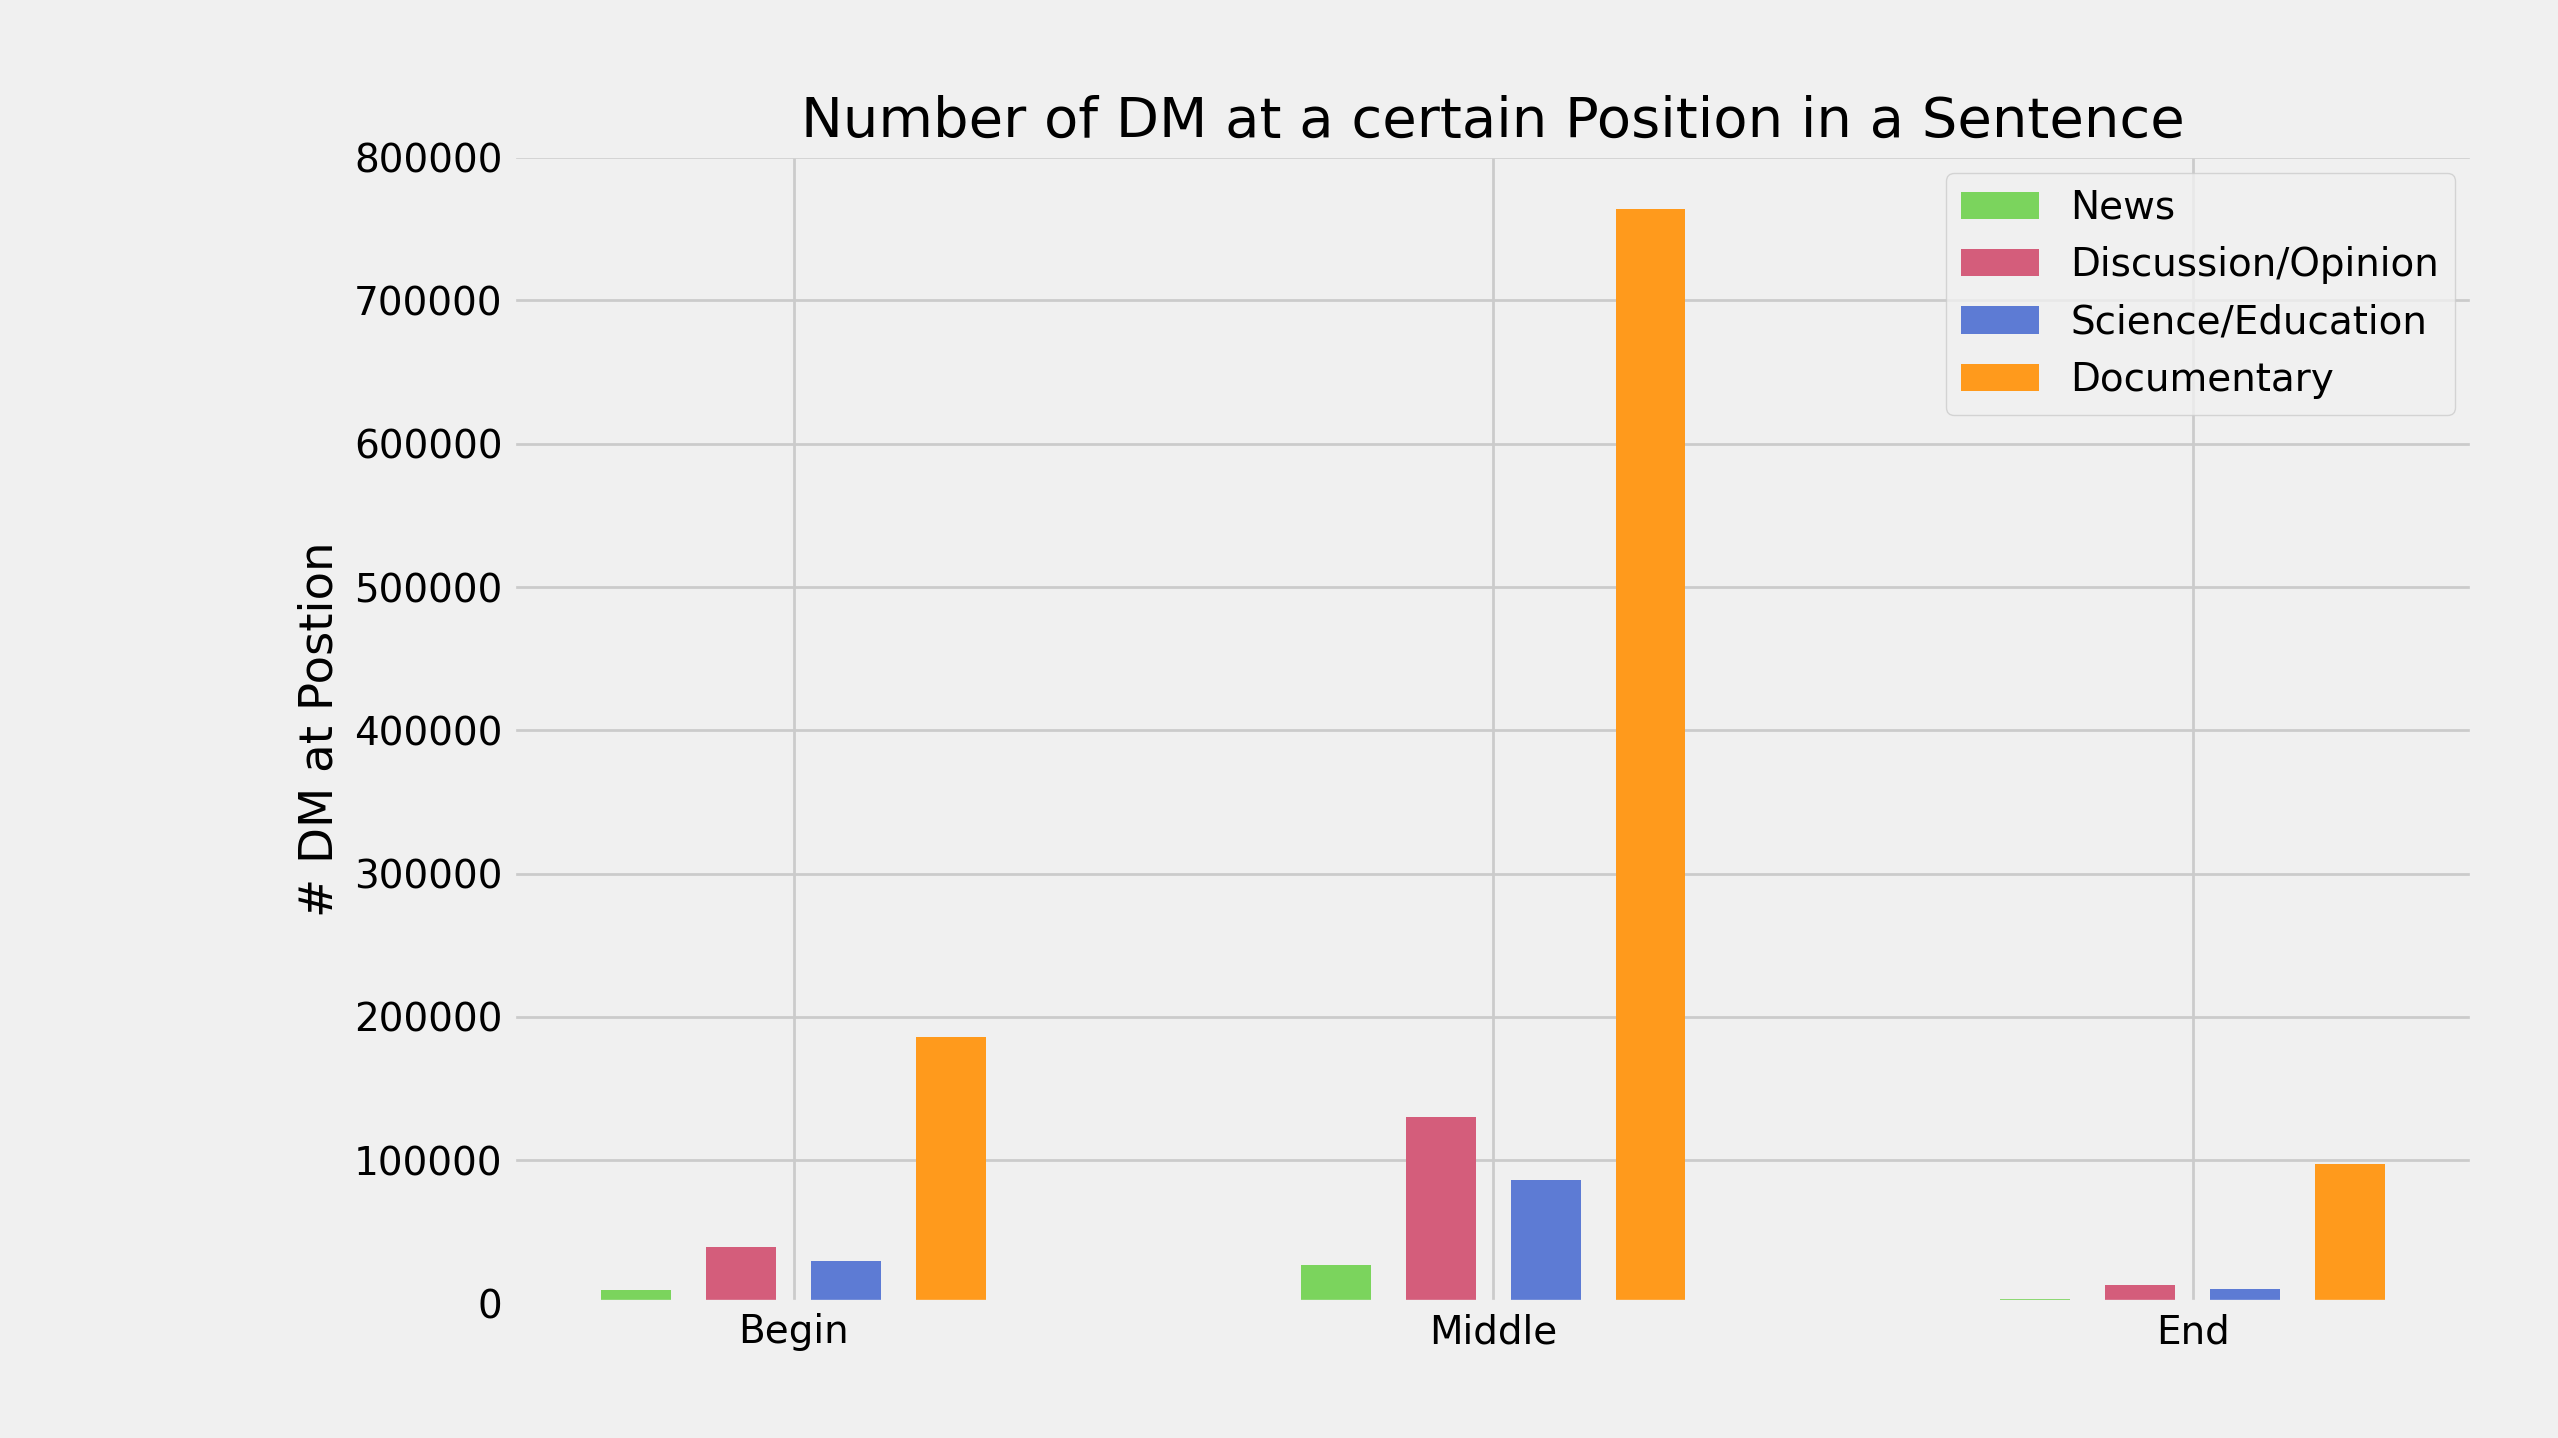 Number of DM at a certain Position in a Sentence
800000
700000
600000
500000
400000
300000
200000
100000
0
# DM at Postion
News
Discussion/Opinion
Science/Education
Documentary
Begin
Middle
End